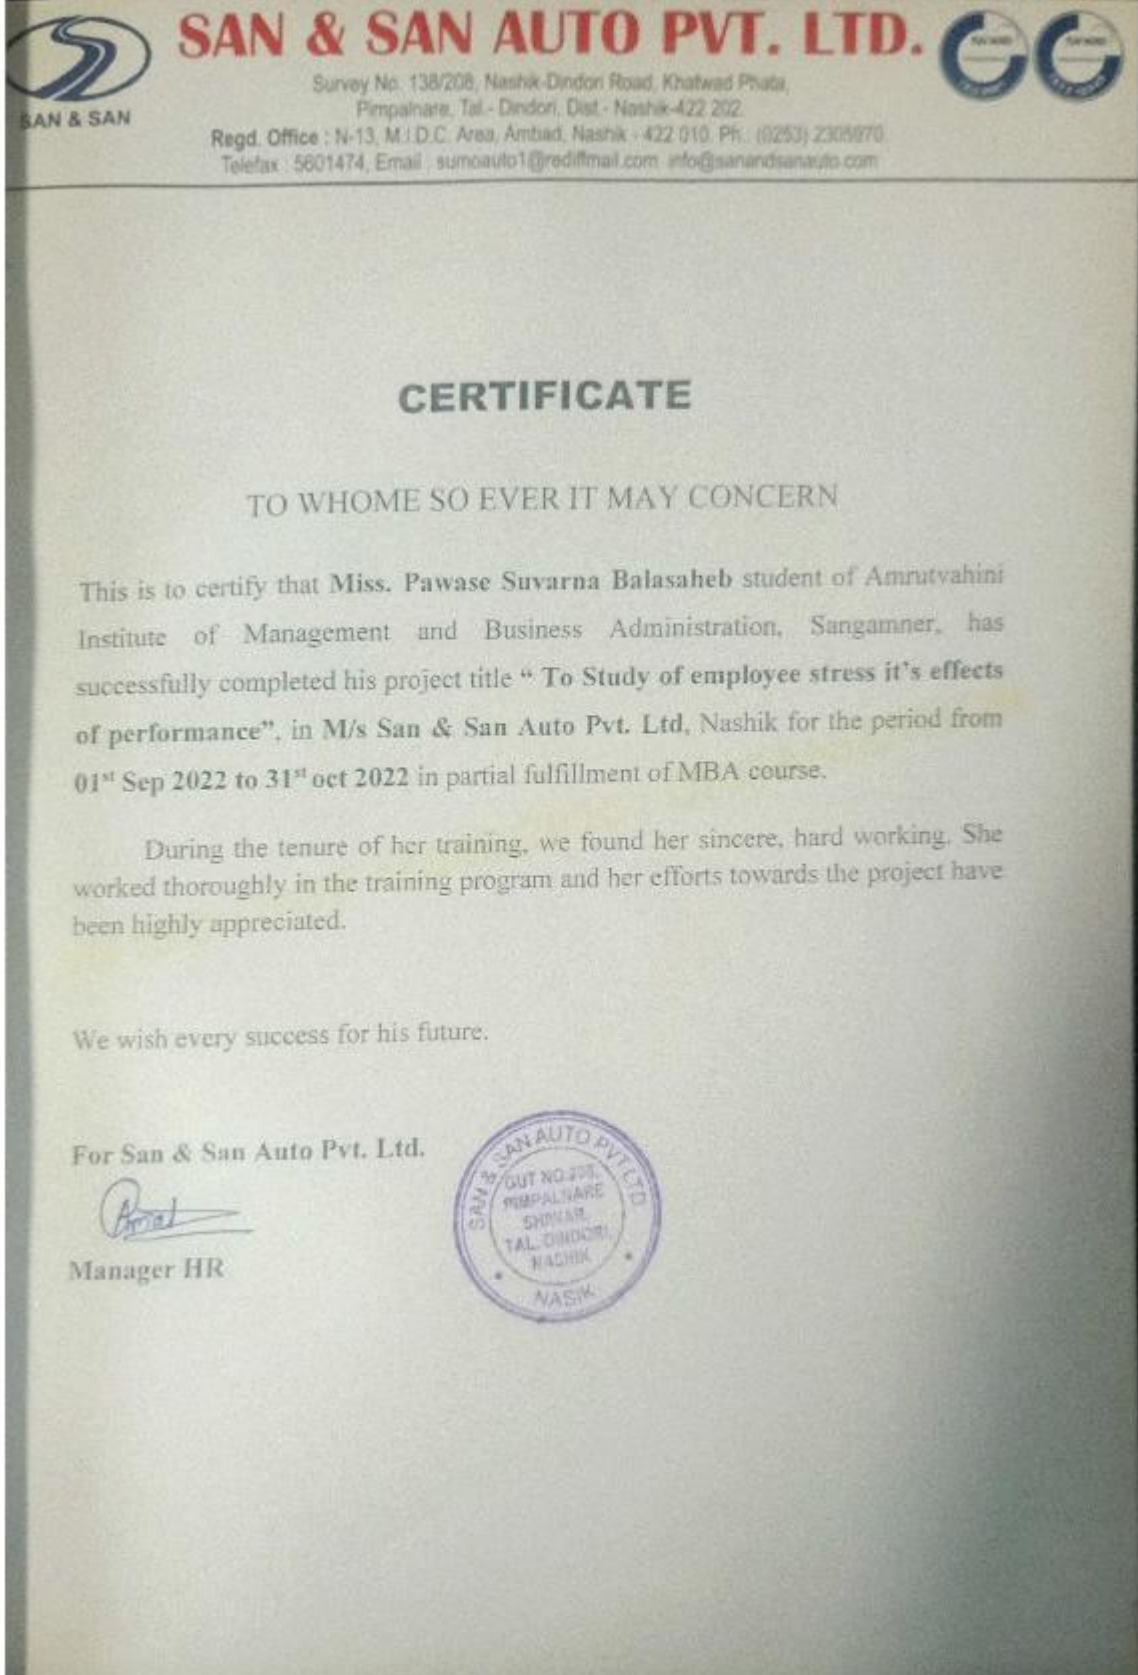 SAN & SAN AUTO PVT. LTD.
SAN & SAN
Survey No. 138/208, Nashik-Dindori Road, Khatwad Phata,
Pimpalnare, Tal.- Dindori, Dist.- Nashik-422 202.
Regd. Office : N-13, M.I.D.C. Area, Ambad, Nashik - 422 010. Ph.: (0253) 2305970.
Telefax : 5601474, Email : sumoauto1@rediffmail.com info@sanandsanauto.com
CERTIFICATE
TO WHOME SO EVER IT MAY CONCERN
This is to certify that Miss. Pawase Suvarna Balasaheb student of Amrutvahini
Institute of Management and Business Administration, Sangamner, has
successfully completed his project title “ To Study of employee stress it's effects
of performance”, in M/s San & San Auto Pvt. Ltd, Nashik for the period from
01st Sep 2022 to 31st oct 2022 in partial fulfillment of MBA course.
During the tenure of her training, we found her sincere, hard working. She
worked thoroughly in the training program and her efforts towards the project have
been highly appreciated.
We wish every success for his future.
For San & San Auto Pvt. Ltd.
Manager HR
SAN & SAN AUTO PVT LTD
GUT NO.208,
PIMPALNARE
SHIWAR,
TAL. DINDORI,
NASHIK
NASIK